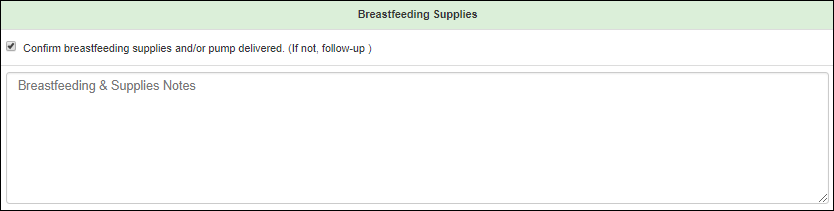 Breastfeeding Supplies
Confirm breastfeeding supplies and/or pump delivered. (If not, follow-up )
Breastfeeding & Supplies Notes